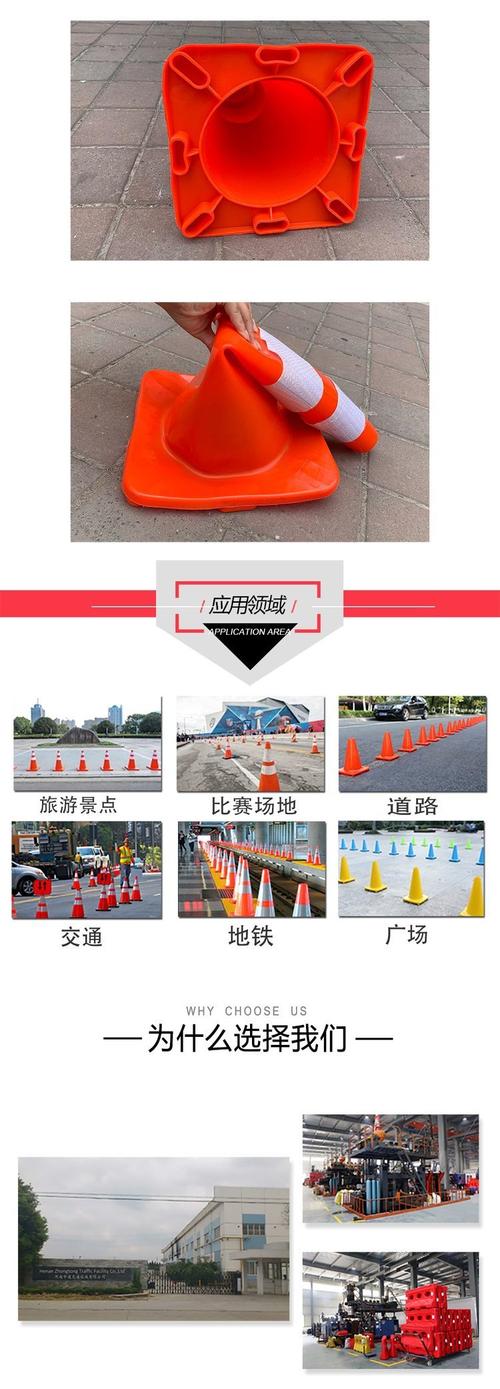 应用领域
APPLICATION AREA
旅游景点
比赛场地
道路
交通
地铁
广场
WHY CHOOSE US
为什么选择我们
Henan Zhongtong Traffic Facility Co.,Ltd